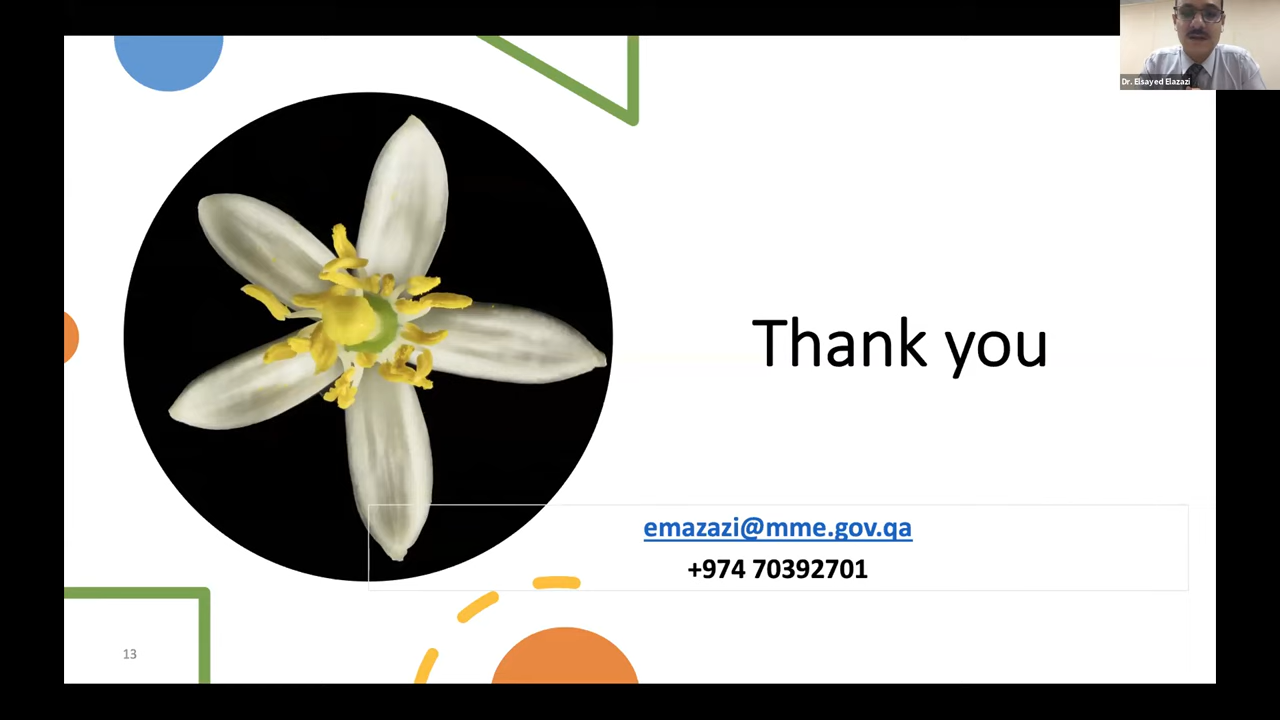 Dr. Elsayed Elazazi
Thank you
emazazi@mme.gov.qa
+974 70392701
13